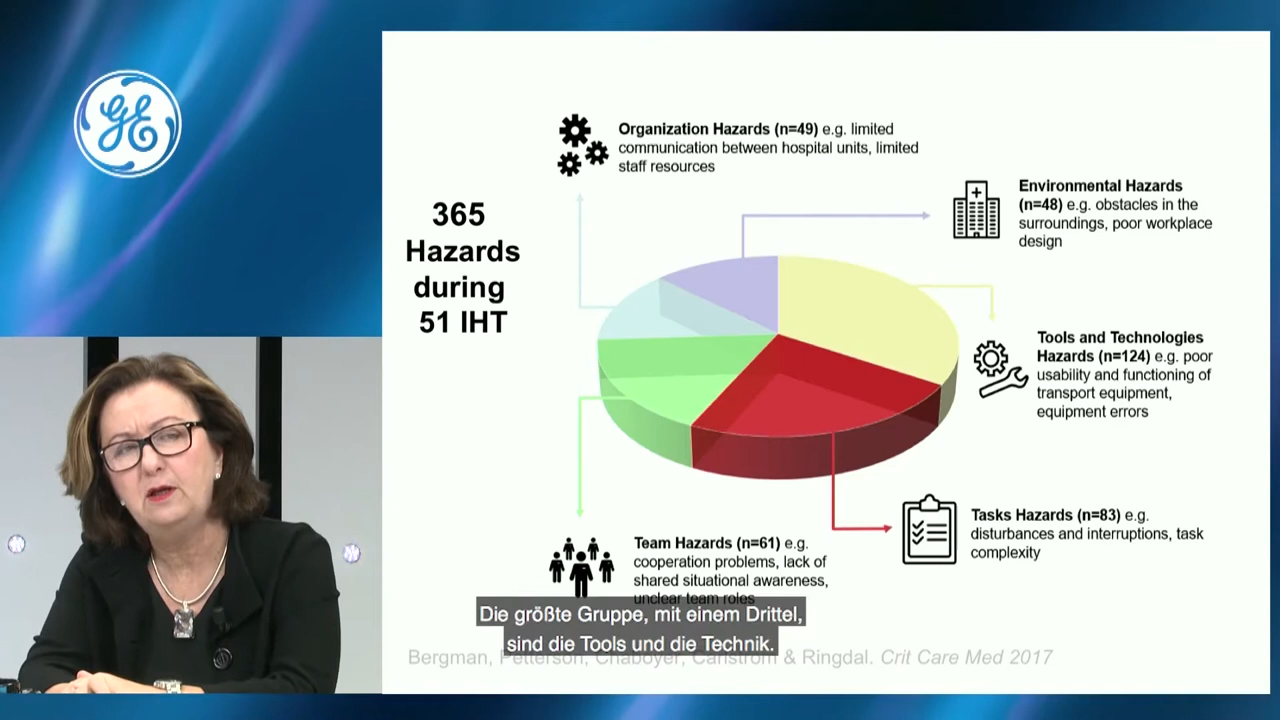 GE
Organization Hazards (n=49) e.g. limited
communication between hospital units, limited
staff resources
Environmental Hazards
(n=48) e.g. obstacles in the
surroundings, poor workplace
design
365
Hazards
during
51 IHT
Tools and Technologies
Hazards (n=124) e.g. poor
usability and functioning of
transport equipment,
equipment errors
Tasks Hazards (n=83) e.g.
disturbances and interruptions, task
complexity
Team Hazards (n=61) e.g.
cooperation problems, lack of
shared situational awareness,
unclear team roles
Die größte Gruppe, mit einem Drittel,
sind die Tools und die Technik.
Bergman, Petterson, Chaboyer, Carlström & Ringdal. Crit Care Med 2017